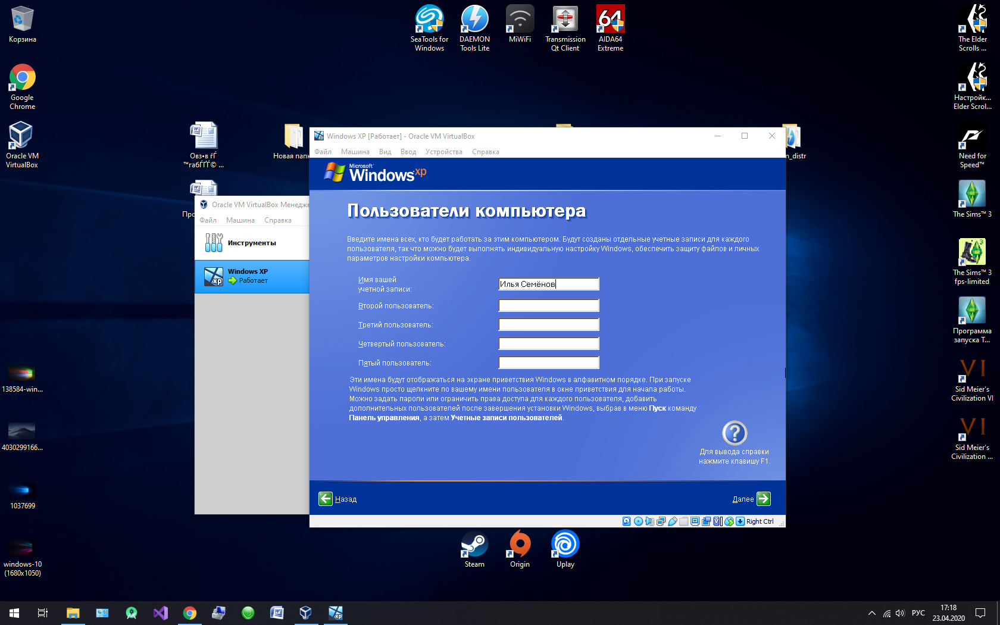 Корзина
Google
Chrome
Oracle VM
VirtualBox
138584-win...
4030299166...
1037699
windows-10
(1680x1050)
SeaTools for
Windows
DAEMON
Tools Lite
MiWiFi
Transmission
Qt Client
64
AIDA64
Extreme
The Elder
Scrolls ...
Настройк...
Elder Scrol...
Need for
Speed™
The Sims™ 3
The Sims™ 3
fps-limited
Программа
запуска T...
VI
Sid Meier's
Civilization VI
VI
Sid Meier's
Civilization ...
Новая папк
m_distr
Oracle VM VirtualBox Менедже
Файл Машина Справка
Инструменты
xp
Windows XP
Работает
Windows XP [Работает] - Oracle VM VirtualBox
Файл Машина Вид Ввод Устройства Справка
Microsoft
Windows xp
Пользователи компьютера
Введите имена всех, кто будет работать за этим компьютером. Будут созданы отдельные учетные записи для каждого
пользователя, так что можно будет выполнять индивидуальную настройку Windows, обеспечить защиту файлов и личных
параметров настройки компьютера.
Имя вашей
учетной записи:
Илья Семёнов
Второй пользователь:
Третий пользователь:
Четвертый пользователь:
Пятый пользователь:
Эти имена будут отображаться на экране приветствия Windows в алфавитном порядке. При запуске
Windows просто щелкните по вашему имени пользователя в окне приветствия для начала работы.
Можно задать пароли или ограничить права доступа для каждого пользователя, добавить
дополнительных пользователей после завершения установки Windows, выбрав в меню Пуск команду
Панель управления, а затем Учетные записи пользователей.
?
Для вывода справки
нажмите клавишу F1.
Назад
Далее
Right Ctrl
Steam
Origin
Uplay
xp
РУС
17:18
23.04.2020